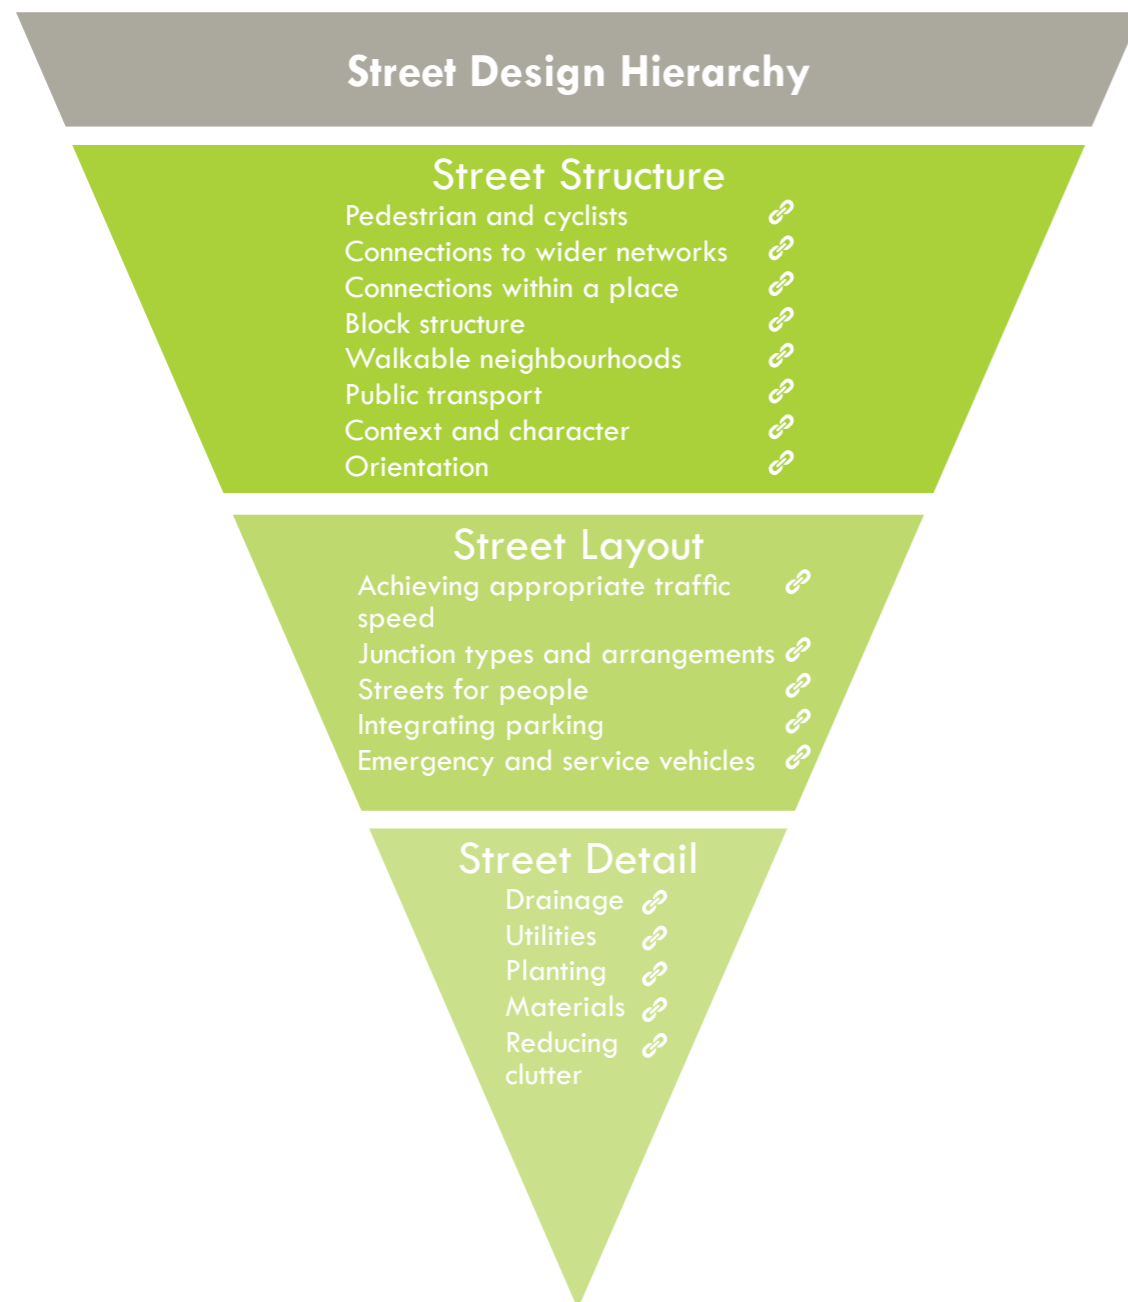 Street Design Hierarchy
Street Structure
Pedestrian and cyclists
Connections to wider networks
Connections within a place
Block structure
Walkable neighbourhoods
Public transport
Context and character
Orientation
Street Layout
Achieving appropriate traffic
speed
Junction types and arrangements
Streets for people
Integrating parking
Emergency and service vehicles
Street Detail
Drainage
Utilities
Planting
Materials
Reducing
clutter